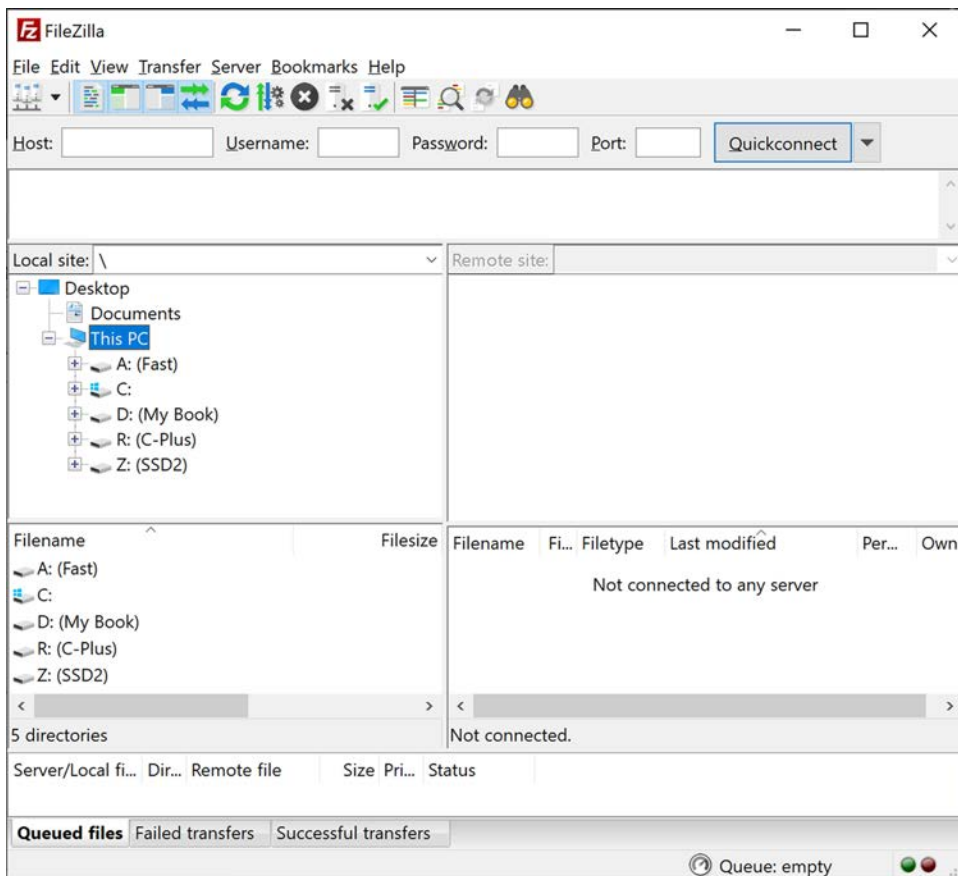 FileZilla
File Edit View Transfer Server Bookmarks Help
Host: Username: Password: Port: Quickconnect
Local site: \
Remote site:
Desktop
Documents
This PC
A: (Fast)
C:
D: (My Book)
R: (C-Plus)
Z: (SSD2)
Filename Filesize
A: (Fast)
C:
D: (My Book)
R: (C-Plus)
Z: (SSD2)
5 directories
Filename Fi... Filetype Last modified Per... Own
Not connected to any server
Not connected.
Server/Local fi... Dir... Remote file Size Pri... Status
Queued files Failed transfers Successful transfers
Queue: empty